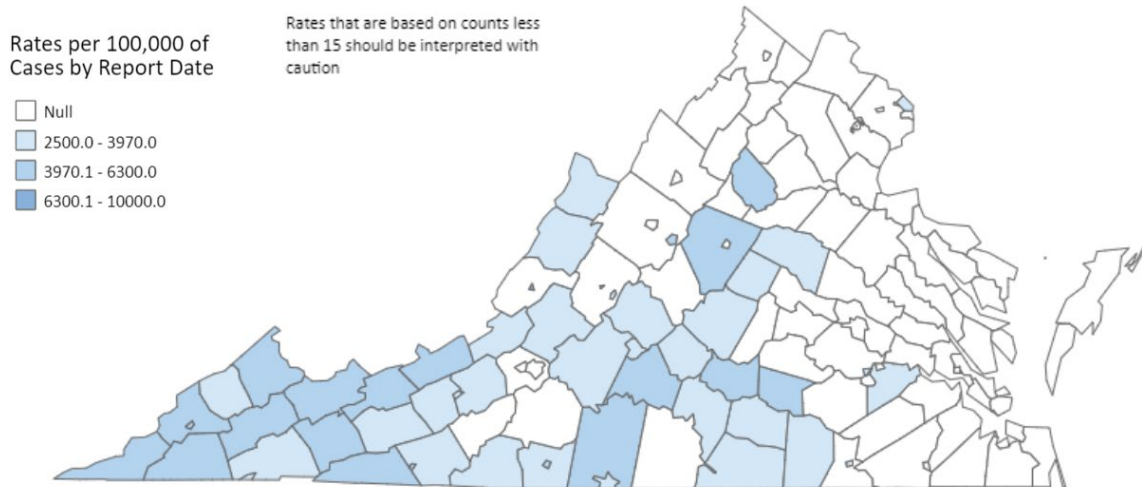 Rates per 100,000 of
Cases by Report Date
Null
2500.0 - 3970.0
3970.1 - 6300.0
6300.1 - 10000.0
Rates that are based on counts less
than 15 should be interpreted with
caution